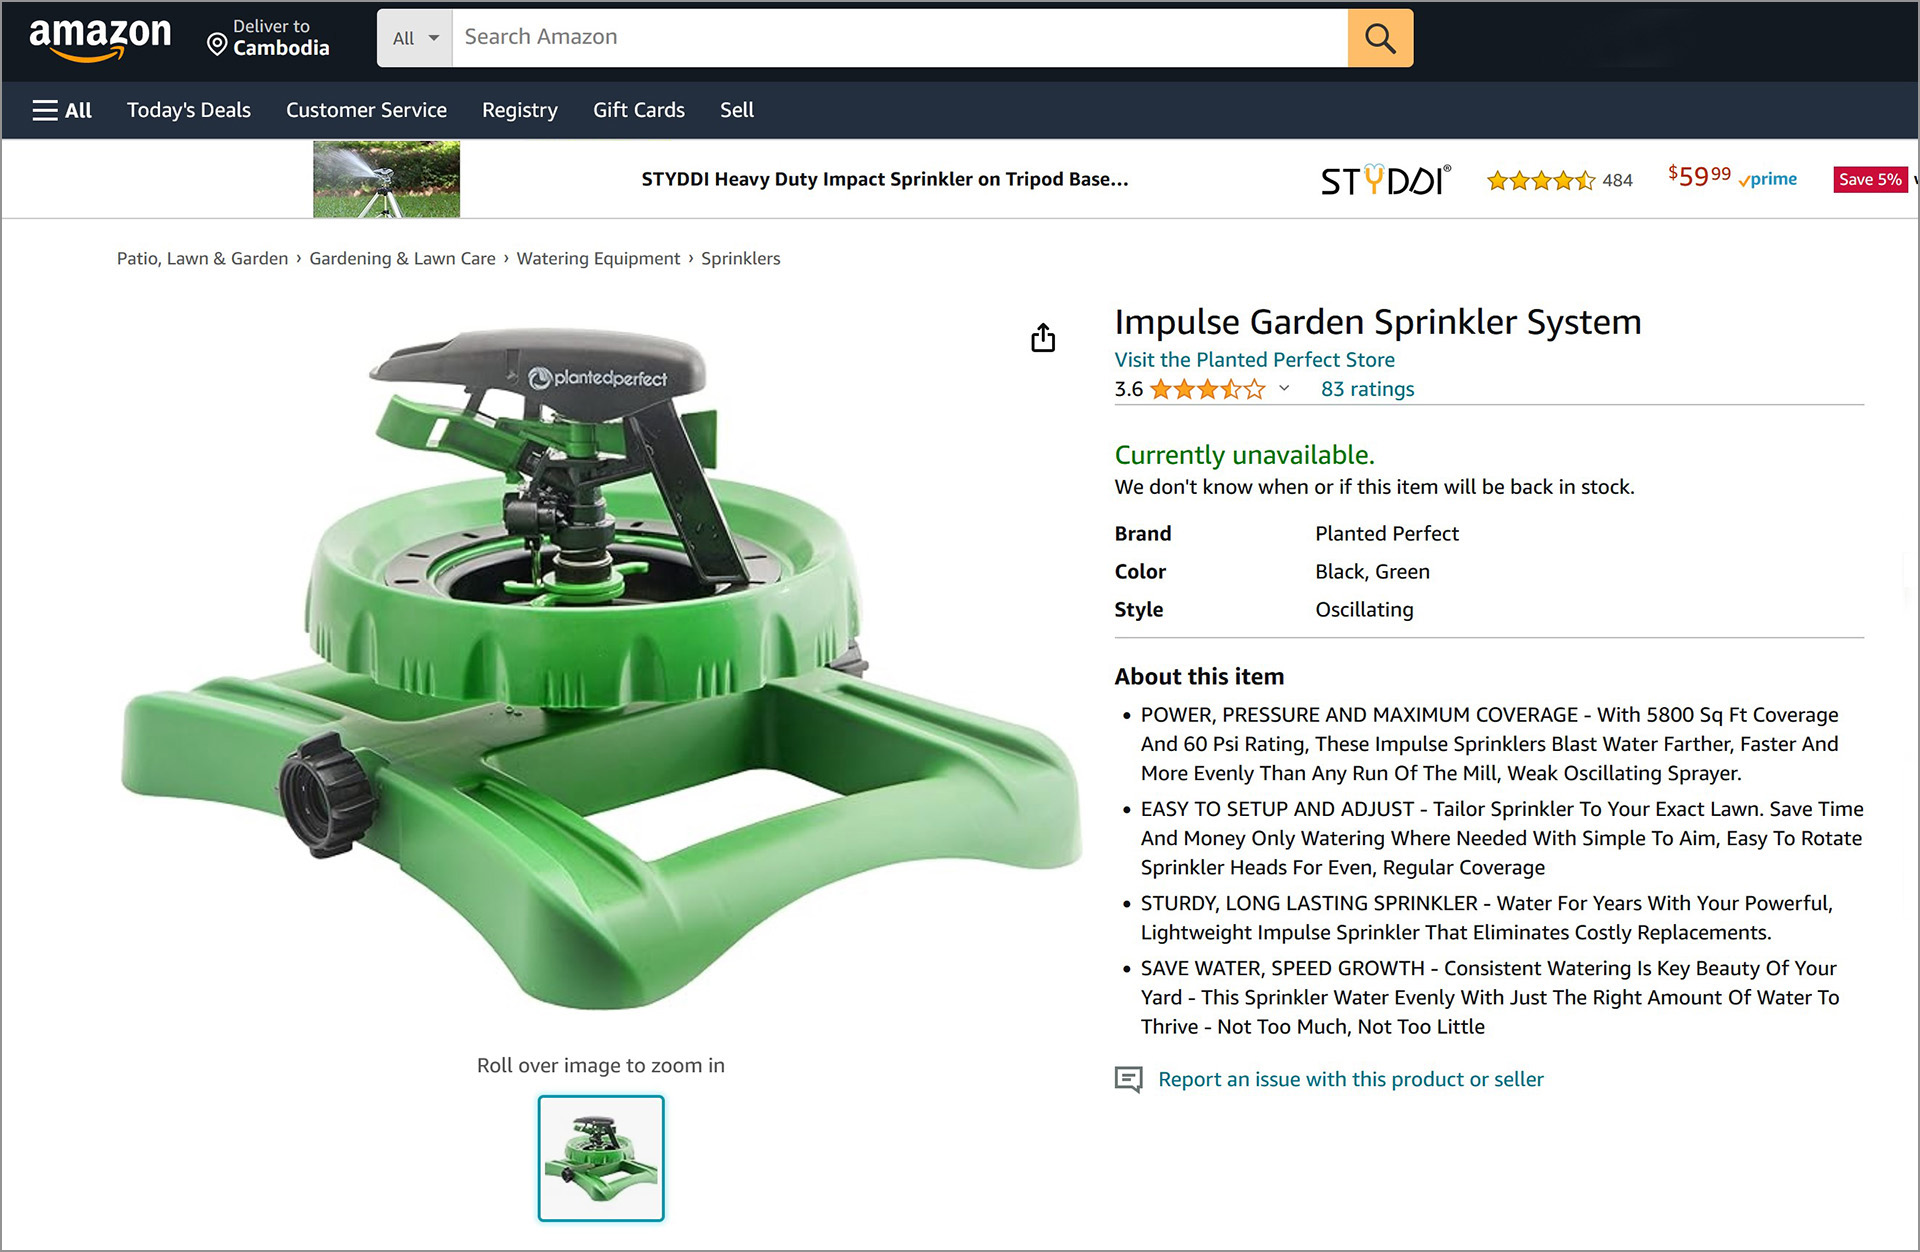 amazon
Deliver to
Cambodia
All
Search Amazon
All
Today's Deals
Customer Service
Registry
Gift Cards
Sell
STYDDI Heavy Duty Impact Sprinkler on Tripod Base...
STYDDI®
484
$59.99
prime
Save 5%
Patio, Lawn & Garden › Gardening & Lawn Care › Watering Equipment › Sprinklers
plantedperfect
Roll over image to zoom in
Impulse Garden Sprinkler System
Visit the Planted Perfect Store
3.6
83 ratings
Currently unavailable.
We don't know when or if this item will be back in stock.
Brand Planted Perfect
Color Black, Green
Style Oscillating
About this item
• POWER, PRESSURE AND MAXIMUM COVERAGE - With 5800 Sq Ft Coverage
And 60 Psi Rating, These Impulse Sprinklers Blast Water Farther, Faster And
More Evenly Than Any Run Of The Mill, Weak Oscillating Sprayer.
• EASY TO SETUP AND ADJUST - Tailor Sprinkler To Your Exact Lawn. Save Time
And Money Only Watering Where Needed With Simple To Aim, Easy To Rotate
Sprinkler Heads For Even, Regular Coverage
• STURDY, LONG LASTING SPRINKLER - Water For Years With Your Powerful,
Lightweight Impulse Sprinkler That Eliminates Costly Replacements.
• SAVE WATER, SPEED GROWTH - Consistent Watering Is Key Beauty Of Your
Yard - This Sprinkler Water Evenly With Just The Right Amount Of Water To
Thrive - Not Too Much, Not Too Little
Report an issue with this product or seller